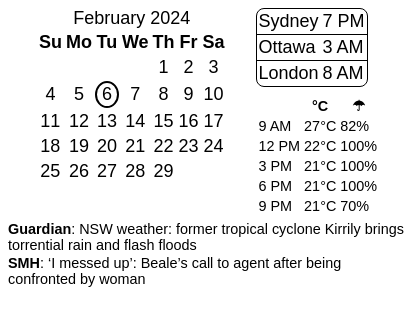 February 2024
Su Mo Tu We Th Fr Sa
1 2 3
4 5 6 7 8 9 10
11 12 13 14 15 16 17
18 19 20 21 22 23 24
25 26 27 28 29
Sydney 7 PM
Ottawa 3 AM
London 8 AM
°C ☂
9 AM 27°C 82%
12 PM 22°C 100%
3 PM 21°C 100%
6 PM 21°C 100%
9 PM 21°C 70%
Guardian: NSW weather: former tropical cyclone Kirrily brings
torrential rain and flash floods
SMH: ‘I messed up’: Beale’s call to agent after being
confronted by woman